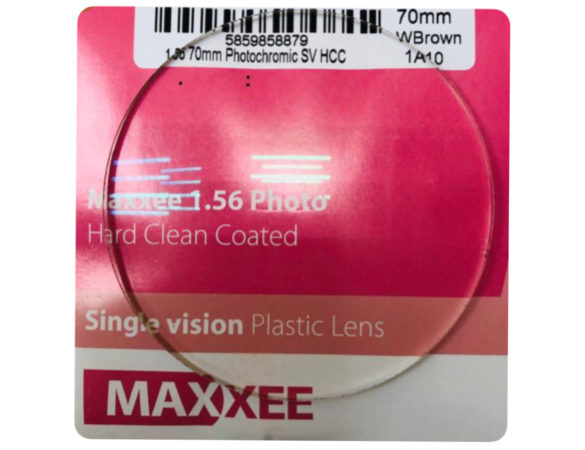 70mm
5859858879
WBrown
1.56 70mm Photochromic SV HCC
1A10
Maxxee 1.56 Photo
Hard Clean Coated
Single vision Plastic Lens
MAXXEE